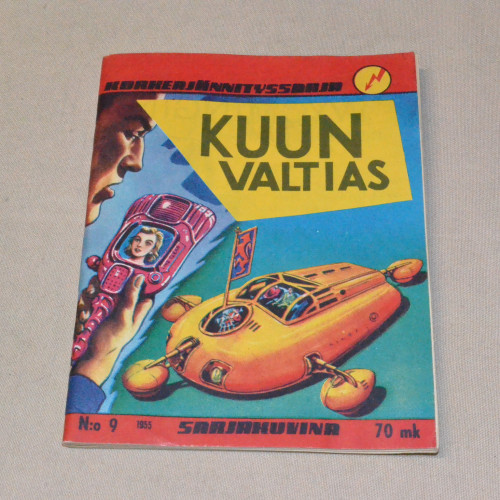 KORKEAJÄNNITYSSARJA
KUUN
VALTIAS
N:o 9 1955 SARJAKUVINA 70 mk